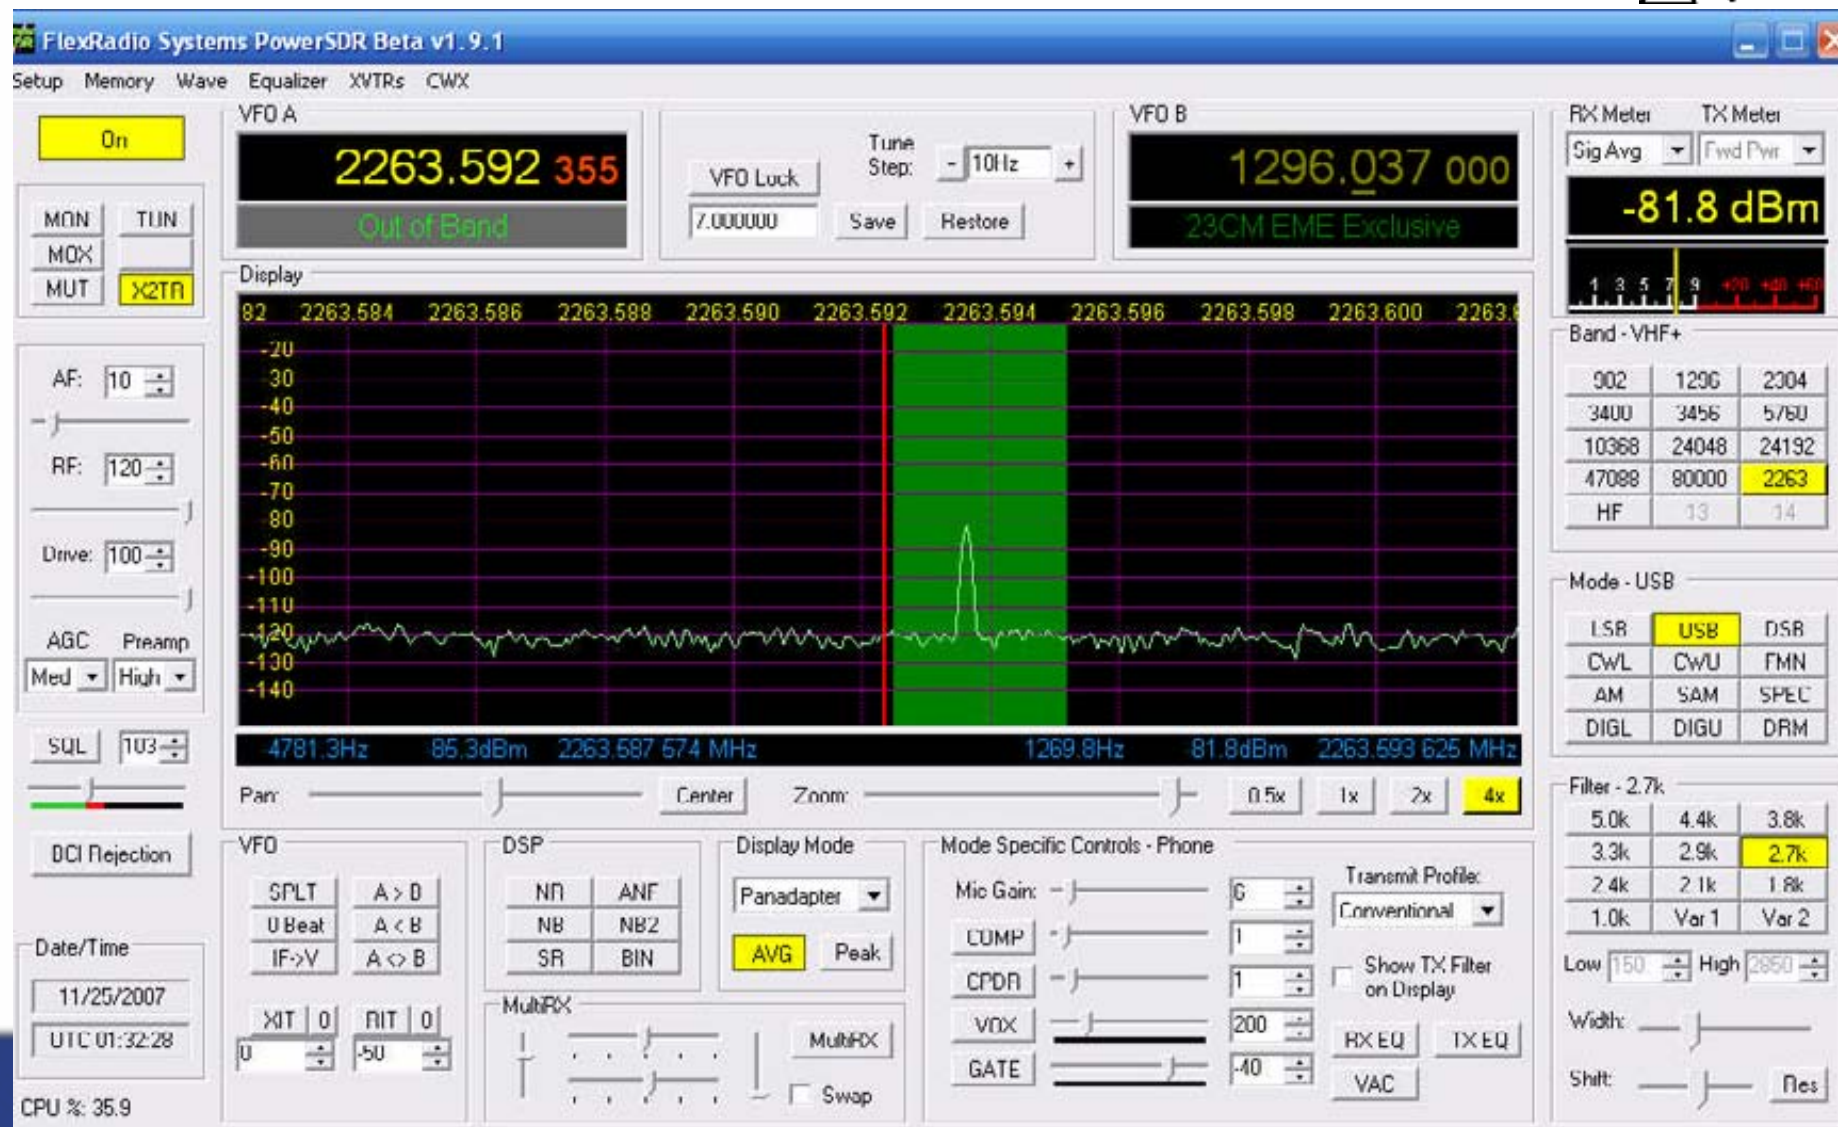 FlexRadio Systems PowerSDR Beta v1.9.1
Setup Memory Wave Equalizer XVTRs CWX
On
MON TUN
MOX
MUT X2TR
AF: 10
RF: 120
Drive: 100
AGC Preamp
Med High
SQL 103
BCI Rejection
Date/Time
11/25/2007
UTC 01:32:28
CPU %: 35.9
VFO A
2263.592 355
Out of Band
VFO Lock
Tune
Step: - 10Hz +
7.000000 Save Restore
VFO B
1296.037 000
23CM EME Exclusive
RX Meter TX Meter
Sig Avg Fwd Pwr
-81.8 dBm
1 3 5 7 9 +20 +40 +60
Display
82 2263.584 2263.586 2263.588 2263.590 2263.592 2263.594 2263.596 2263.598 2263.600 2263.6
-20
-30
-40
-50
-60
-70
-80
-90
-100
-110
-120
-130
-140
-4781.3Hz -85.3dBm 2263.587 574 MHz 1269.8Hz -81.8dBm 2263.593 625 MHz
Pan: Center Zoom: 0.5x 1x 2x 4x
Band - VHF+
902 1296 2304
3400 3456 5760
10368 24048 24192
47088 80000 2263
HF 13 14
Mode - USB
LSB USB DSB
CWL CWU FMN
AM SAM SPEC
DIGL DIGU DRM
Filter - 2.7k
5.0k 4.4k 3.8k
3.3k 2.9k 2.7k
2.4k 2.1k 1.8k
1.0k Var 1 Var 2
Low 150 High 2850
Width:
Shift: Res
VFO
SPLT A > B
0 Beat A < B
IF->V A <> B
XIT 0 RIT 0
0 -50
DSP
NR ANF
NB NB2
SR BIN
Display Mode
Panadapter
AVG Peak
MultiRX
MultiRX
Swap
Mode Specific Controls - Phone
Mic Gain: 6
COMP 1
CPDR 1
VOX 200
GATE -40
Transmit Profile:
Conventional
Show TX Filter
on Display
RX EQ TX EQ
VAC